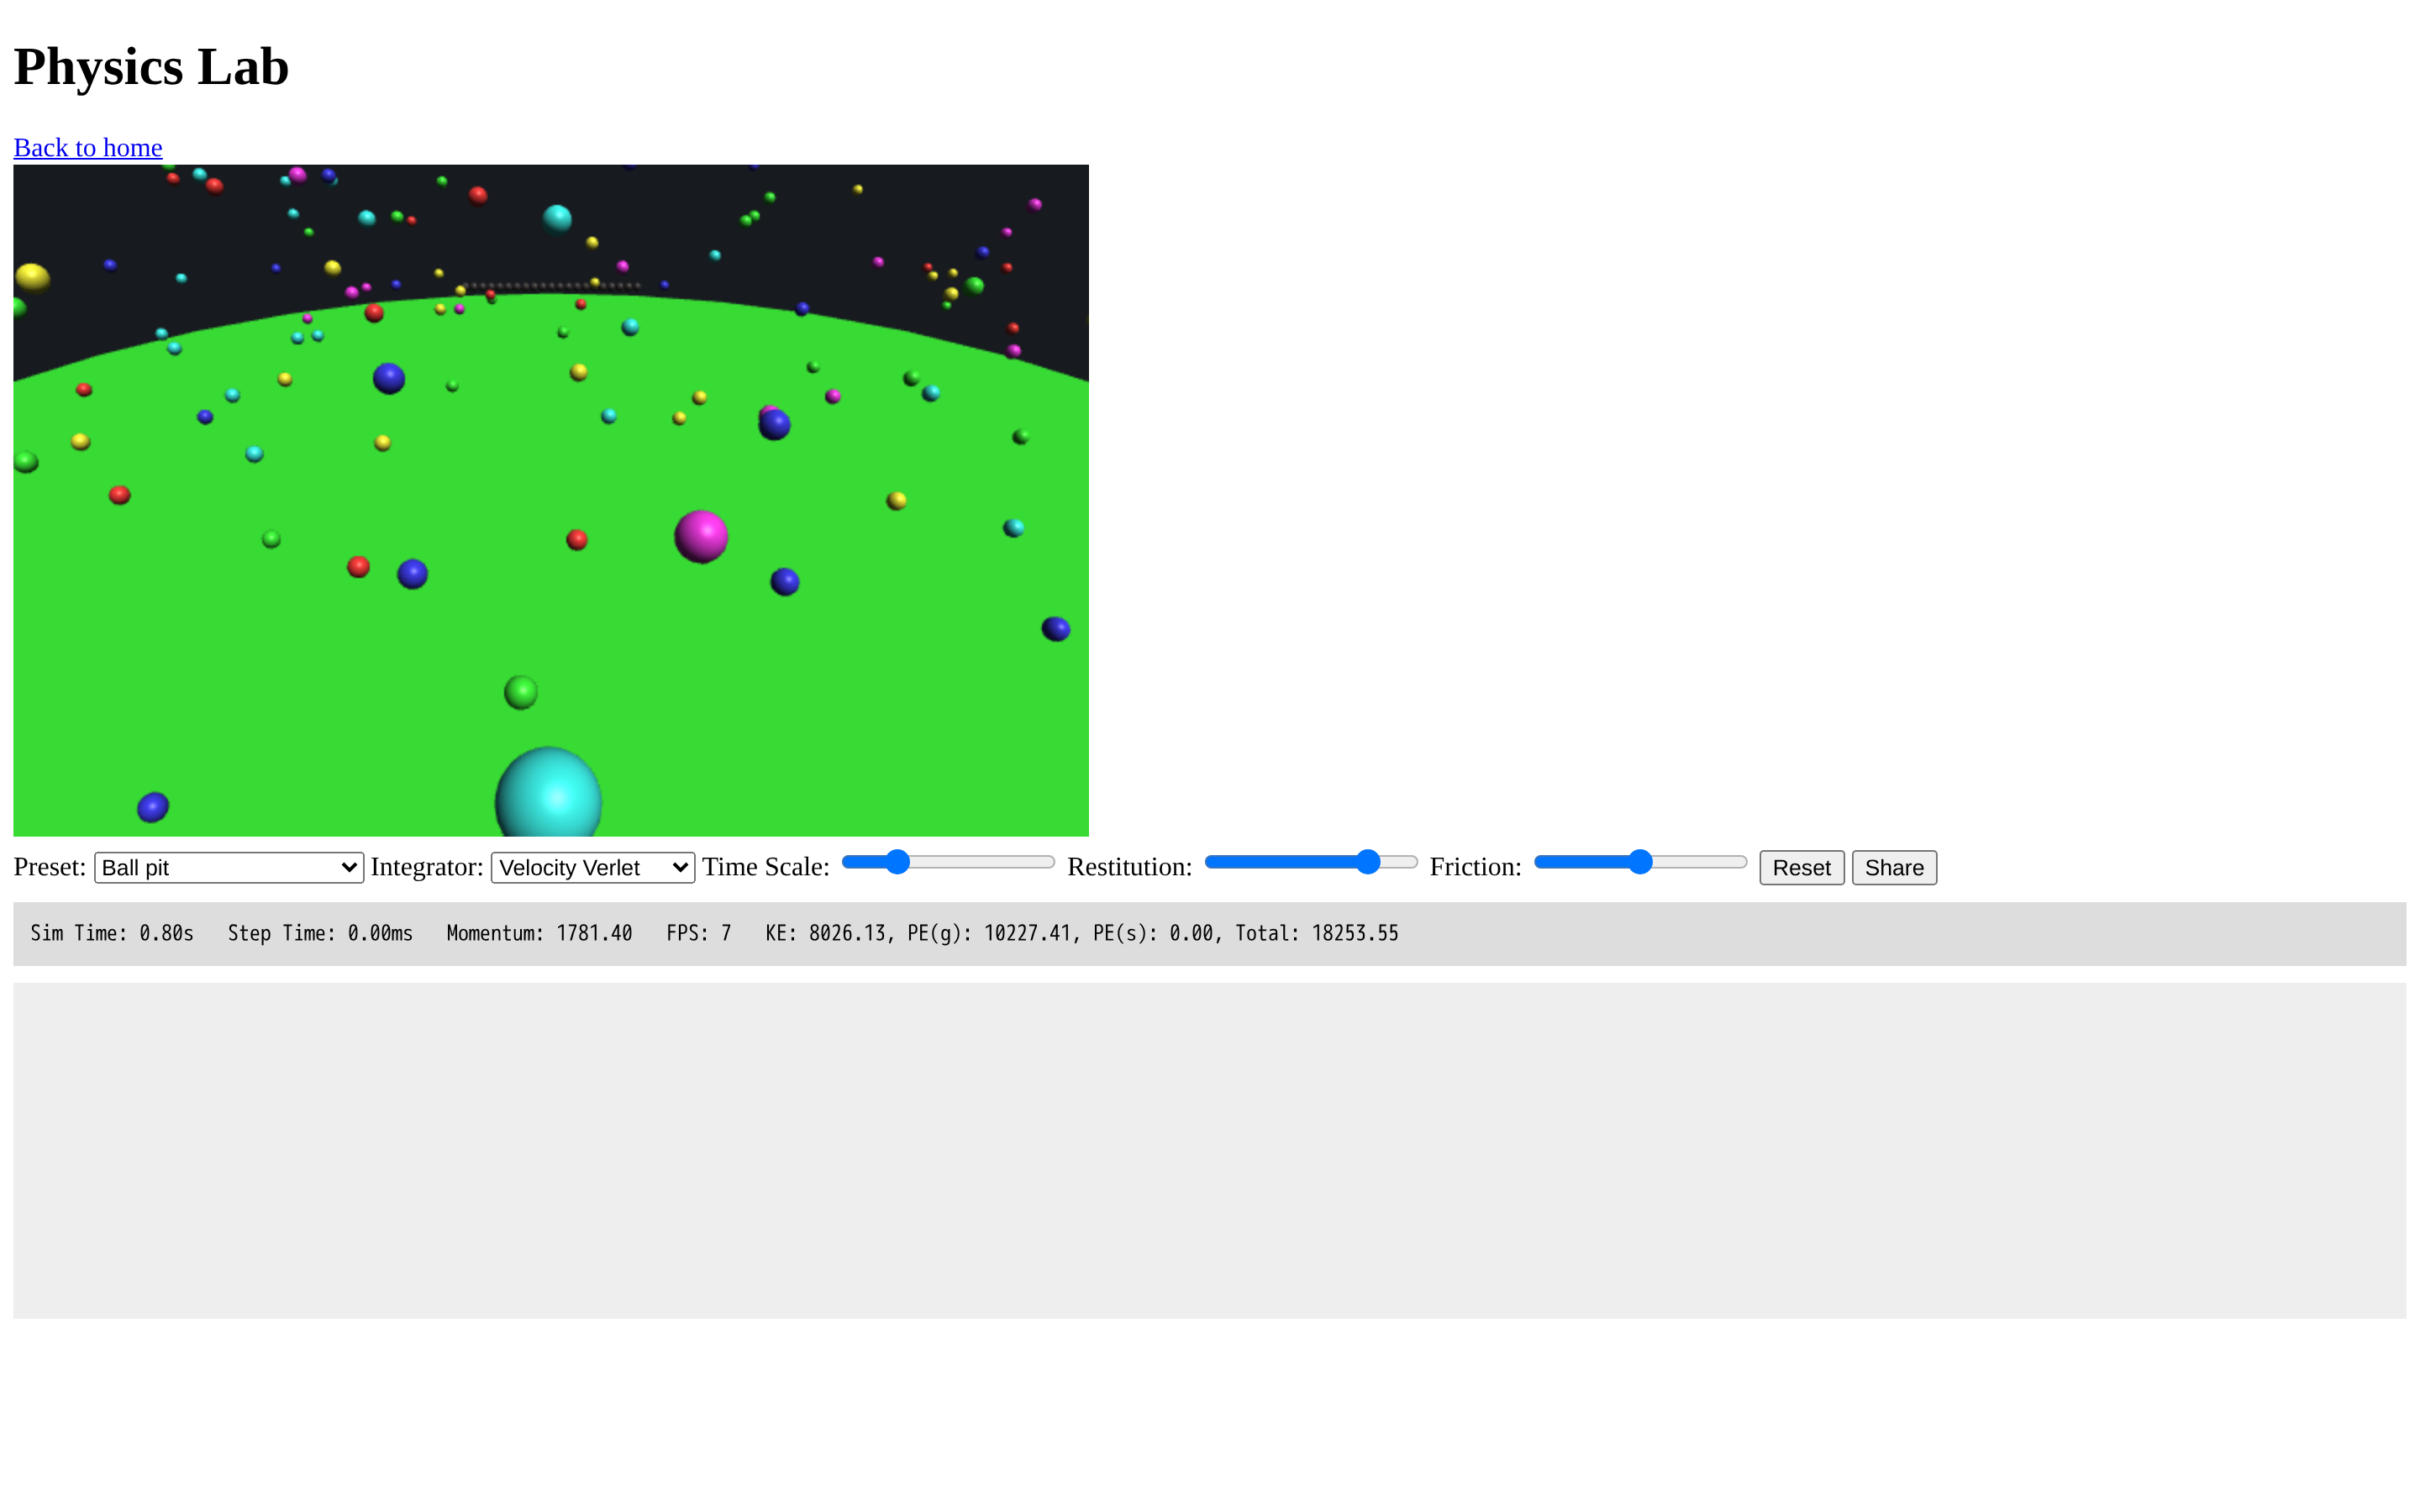 Physics Lab
Back to home
Preset: Ball pit Integrator: Velocity Verlet Time Scale: Restitution: Friction: Reset Share
Sim Time: 0.80s Step Time: 0.00ms Momentum: 1781.40 FPS: 7 KE: 8026.13, PE(g): 10227.41, PE(s): 0.00, Total: 18253.55